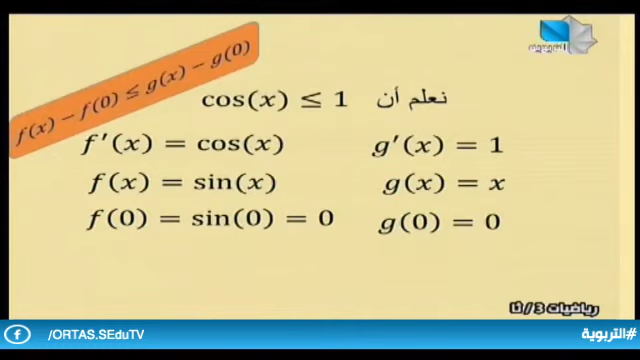 f(x) − f(0) ≤ g(x) − g(0)
نعلم أن cos(x) ≤ 1
f′(x) = cos(x) g′(x) = 1
f(x) = sin(x) g(x) = x
f(0) = sin(0) = 0 g(0) = 0
رياضيات /3 ثا
/ORTAS.SEduTV #التربوية